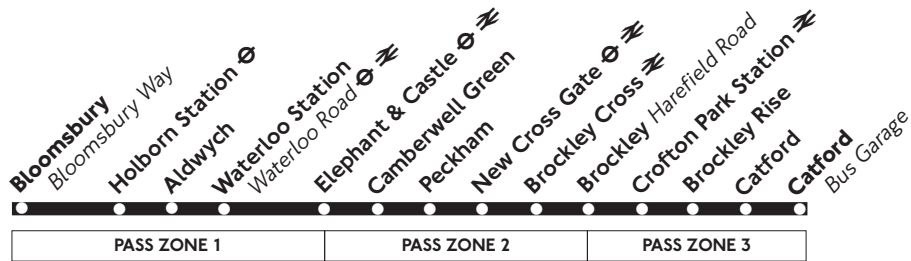 Bloomsbury
Bloomsbury Way
Holborn Station
Aldwych
Waterloo Station
Waterloo Road
Elephant & Castle
Camberwell Green
Peckham
New Cross Gate
Brockley Cross
Brockley Harefield Road
Crofton Park Station
Brockley Rise
Catford
Catford
Bus Garage
PASS ZONE 1
PASS ZONE 2
PASS ZONE 3